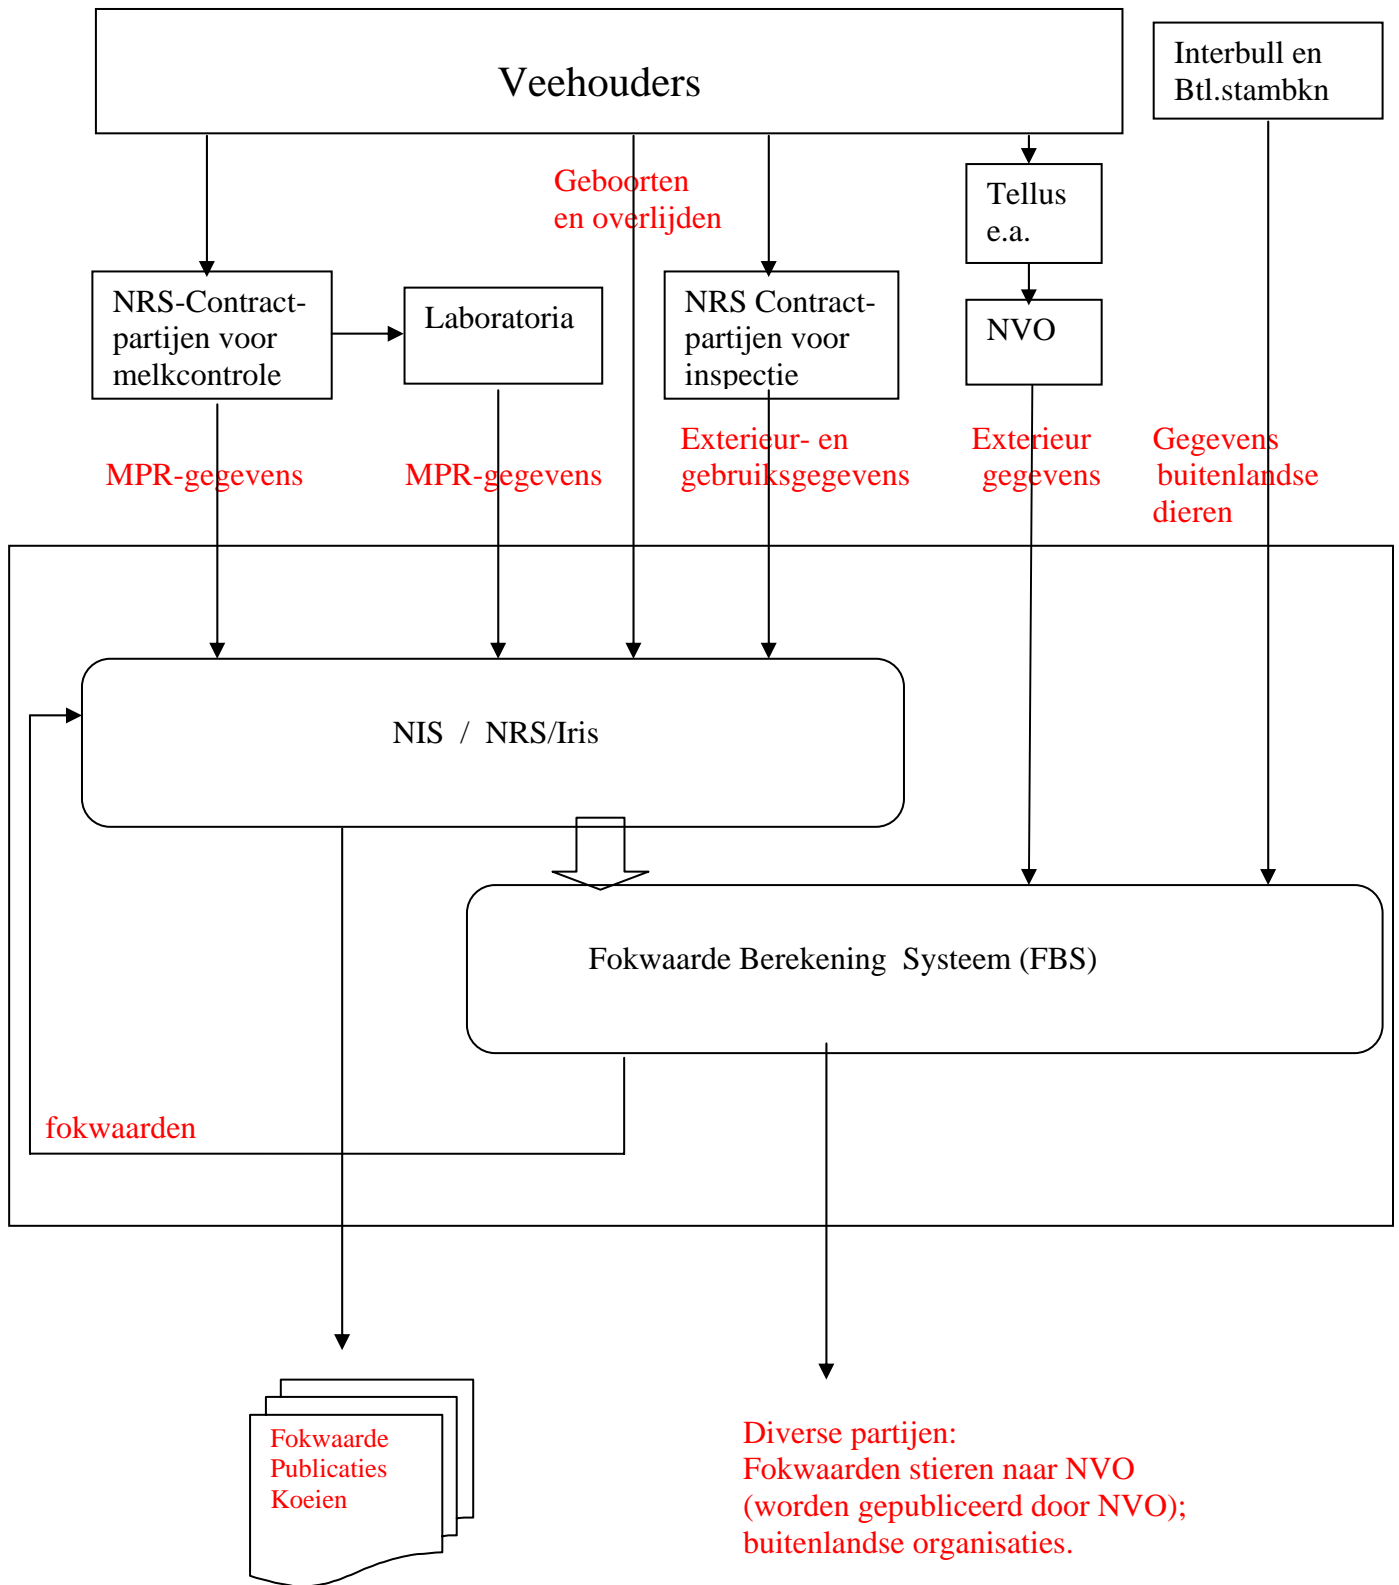 Veehouders
Interbull en
Btl.stambkn
Geboorten
en overlijden
Tellus
e.a.
NRS-Contract-
partijen voor
melkcontrole
Laboratoria
NRS Contract-
partijen voor
inspectie
NVO
MPR-gegevens
MPR-gegevens
Exterieur- en
gebruiksgegevens
Exterieur
gegevens
Gegevens
buitenlandse
dieren
NIS / NRS/Iris
Fokwaarde Berekening Systeem (FBS)
fokwaarden
Fokwaarde
Publicaties
Koeien
Diverse partijen:
Fokwaarden stieren naar NVO
(worden gepubliceerd door NVO);
buitenlandse organisaties.